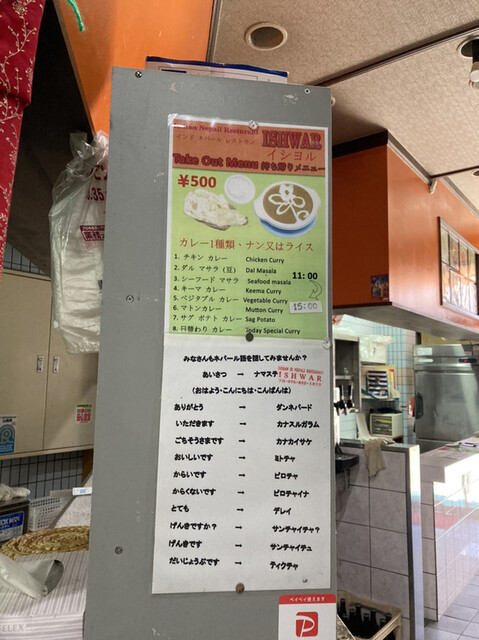 Indian Nepali Restaurant
インド ネパール レストラン
ISHWAR
イショル
Take Out Menu 持ち帰りメニュー
¥500
カレー1種類、ナン又はライス
1. チキン カレー Chicken Curry
2. ダル マサラ (豆) Dal Masala
3. シーフード マサラ Seafood masala
4. キーマ カレー Keema Curry
5. ベジタブル カレー Vegetable Curry
6. マトンカレー Mutton Curry
7. サグ ポテト カレー Sag Potato
8. 日替わり カレー Today Special Curry
11:00
15:00
みなさんもネパール語を話してみませんか?
あいさつ → ナマステ
ISHWAR
(おはよう・こんにちは・こんばんは)
ありがとう → ダンネバード
いただきます → カナスルガラム
ごちそうさまです → カナカイサケ
おいしいです → ミトチャ
からいです → ピロチャ
からくないです → ピロチャイナ
とても → デレイ
げんきですか? → サンチャイチャ?
げんきです → サンチャイチュ
だいじょうぶです → ティクチャ
ペイペイ使えます